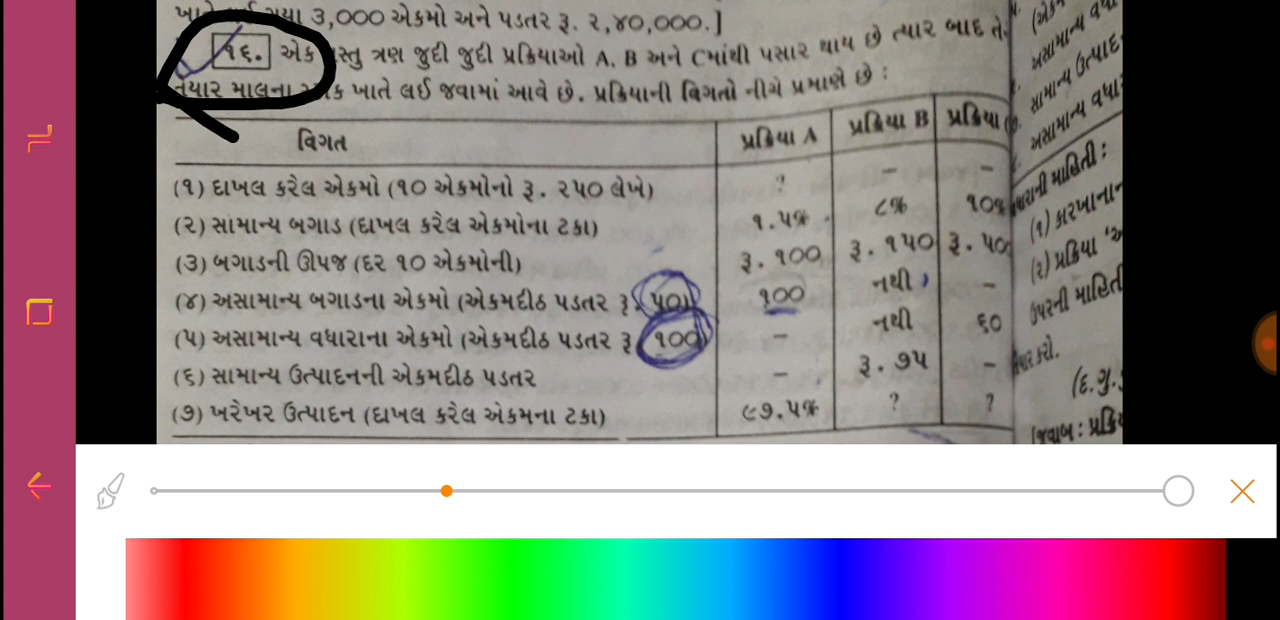 ગયા ૩,૦૦૦ એકમો અને પડતર રૂ. ૨,૪૦,૦૦૦.]
૧૬. એક વસ્તુ ત્રણ જુદી જુદી પ્રક્રિયાઓ A, B અને Cમાંથી પસાર થાય છે ત્યાર બાદ તે
તૈયાર માલના ખાતે લઈ જવામાં આવે છે. પ્રક્રિયાની વિગતો નીચે પ્રમાણે છે :
વિગત પ્રક્રિયા A પ્રક્રિયા B પ્રક્રિયા
(૧) દાખલ કરેલ એકમો (૧૦ એકમોનો રૂ. ૨૫૦ લેખે) ? – –
(૨) સામાન્ય બગાડ (દાખલ કરેલ એકમોના ટકા) ૧.૫% ૮% ૧૦%
(૩) બગાડની ઊપજ (દર ૧૦ એકમોની) રૂ. ૧૦૦ રૂ. ૧૫૦ રૂ. ૫૦
(૪) અસામાન્ય બગાડના એકમો (એકમદીઠ પડતર રૂ. ૫૦) ૧૦૦ નથી –
(૫) અસામાન્ય વધારાના એકમો (એકમદીઠ પડતર રૂ. ૧૦૦) – નથી ૬૦
(૬) સામાન્ય ઉત્પાદનની એકમદીઠ પડતર – રૂ. ૭૫ –
(૭) ખરેખર ઉત્પાદન (દાખલ કરેલ એકમના ટકા) ૯૭.૫% ? ?
અસામાન્ય
સામાન્ય ઉત્પાદ
અસામાન્ય વધા
માહિતી :
(૧) કારખાનાન
(૨) પ્રક્રિયા 'અ
ઉપરની માહિતી
કરો.
(દ.ગુ.
[જવાબ : પ્રક્રિ